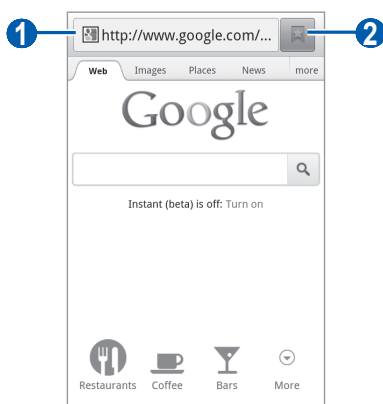 1
http://www.google.com/...
2
Web Images Places News more
Google
Instant (beta) is off: Turn on
Restaurants Coffee Bars More